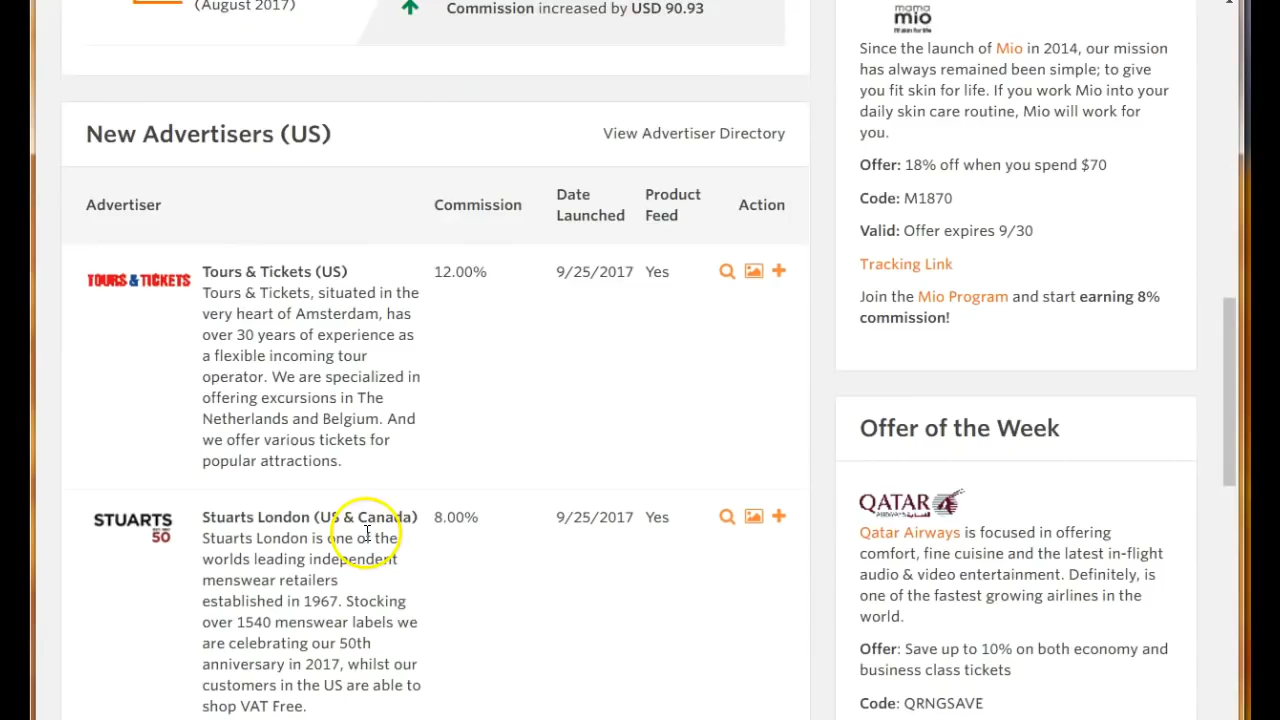 (August 2017)
Commission increased by USD 90.93
New Advertisers (US)
View Advertiser Directory
Advertiser
Commission
Date
Launched
Product
Feed
Action
TOURS & TICKETS
Tours & Tickets (US)
12.00%
9/25/2017
Yes
Tours & Tickets, situated in the
very heart of Amsterdam, has
over 30 years of experience as
a flexible incoming tour
operator. We are specialized in
offering excursions in The
Netherlands and Belgium. And
we offer various tickets for
popular attractions.
STUARTS
50
Stuarts London (US & Canada)
8.00%
9/25/2017
Yes
Stuarts London is one of the
worlds leading independent
menswear retailers
established in 1967. Stocking
over 1540 menswear labels we
are celebrating our 50th
anniversary in 2017, whilst our
customers in the US are able to
shop VAT Free.
mama
mio
fit skin for life
Since the launch of Mio in 2014, our mission
has always remained been simple; to give
you fit skin for life. If you work Mio into your
daily skin care routine, Mio will work for
you.
Offer: 18% off when you spend $70
Code: M1870
Valid: Offer expires 9/30
Tracking Link
Join the Mio Program and start earning 8%
commission!
Offer of the Week
QATAR
Qatar Airways is focused in offering
comfort, fine cuisine and the latest in-flight
audio & video entertainment. Definitely, is
one of the fastest growing airlines in the
world.
Offer: Save up to 10% on both economy and
business class tickets
Code: QRNGSAVE